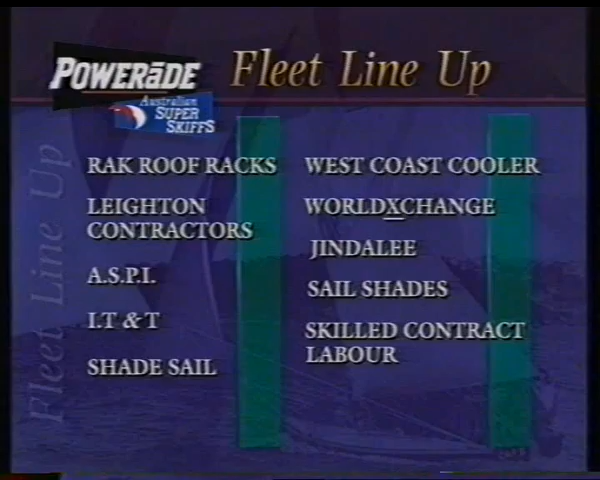 POWERāDE
Australian
SUPER
SKIFFS
Fleet Line Up
Fleet Line Up
RAK ROOF RACKS
LEIGHTON
CONTRACTORS
A.S.P.I.
I.T & T
SHADE SAIL
WEST COAST COOLER
WORLDXCHANGE
JINDALEE
SAIL SHADES
SKILLED CONTRACT
LABOUR